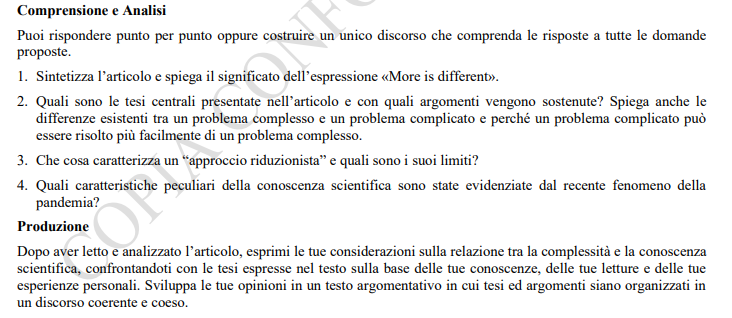 Comprensione e Analisi
Puoi rispondere punto per punto oppure costruire un unico discorso che comprenda le risposte a tutte le domande
proposte.
1. Sintetizza l'articolo e spiega il significato dell'espressione «More is different».
2. Quali sono le tesi centrali presentate nell'articolo e con quali argomenti vengono sostenute? Spiega anche le
differenze esistenti tra un problema complesso e un problema complicato e perché un problema complicato può
essere risolto più facilmente di un problema complesso.
3. Che cosa caratterizza un "approccio riduzionista" e quali sono i suoi limiti?
4. Quali caratteristiche peculiari della conoscenza scientifica sono state evidenziate dal recente fenomeno della
pandemia?
Produzione
Dopo aver letto e analizzato l'articolo, esprimi le tue considerazioni sulla relazione tra la complessità e la conoscenza
scientifica, confrontandoti con le tesi espresse nel testo sulla base delle tue conoscenze, delle tue letture e delle tue
esperienze personali. Sviluppa le tue opinioni in un testo argomentativo in cui tesi ed argomenti siano organizzati in
un discorso coerente e coeso.
COPIA CONF